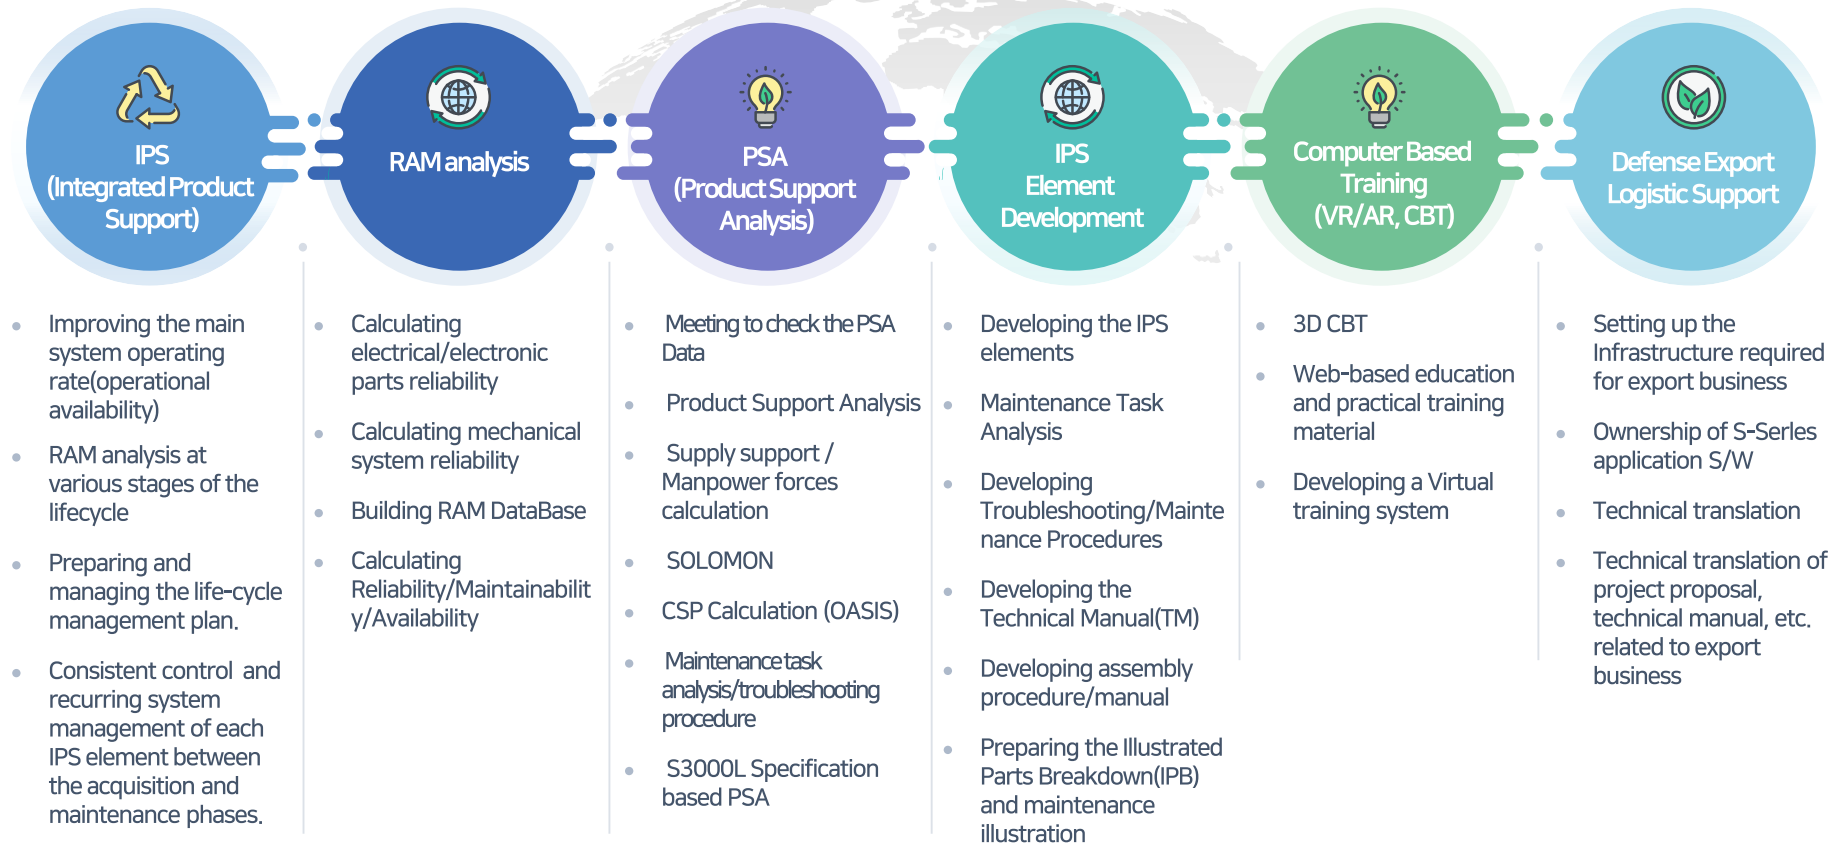 IPS
(Integrated Product
Support)
RAM analysis
PSA
(Product Support
Analysis)
IPS
Element
Development
Computer Based
Training
(VR/AR, CBT)
Defense Export
Logistic Support
Improving the main
system operating
rate(operational
availability)
RAM analysis at
various stages of the
lifecycle
Preparing and
managing the life-cycle
management plan.
Consistent control and
recurring system
management of each
IPS element between
the acquisition and
maintenance phases.
Calculating
electrical/electronic
parts reliability
Calculating mechanical
system reliability
Building RAM DataBase
Calculating
Reliability/Maintainabilit
y/Availability
Meeting to check the PSA
Data
Product Support Analysis
Supply support /
Manpower forces
calculation
SOLOMON
CSP Calculation (OASIS)
Maintenance task
analysis/troubleshooting
procedure
S3000L Specification
based PSA
Developing the IPS
elements
Maintenance Task
Analysis
Developing
Troubleshooting/Mainte
nance Procedures
Developing the
Technical Manual(TM)
Developing assembly
procedure/manual
Preparing the Illustrated
Parts Breakdown(IPB)
and maintenance
illustration
3D CBT
Web-based education
and practical training
material
Developing a Virtual
training system
Setting up the
Infrastructure required
for export business
Ownership of S-Serles
application S/W
Technical translation
Technical translation of
project proposal,
technical manual, etc.
related to export
business